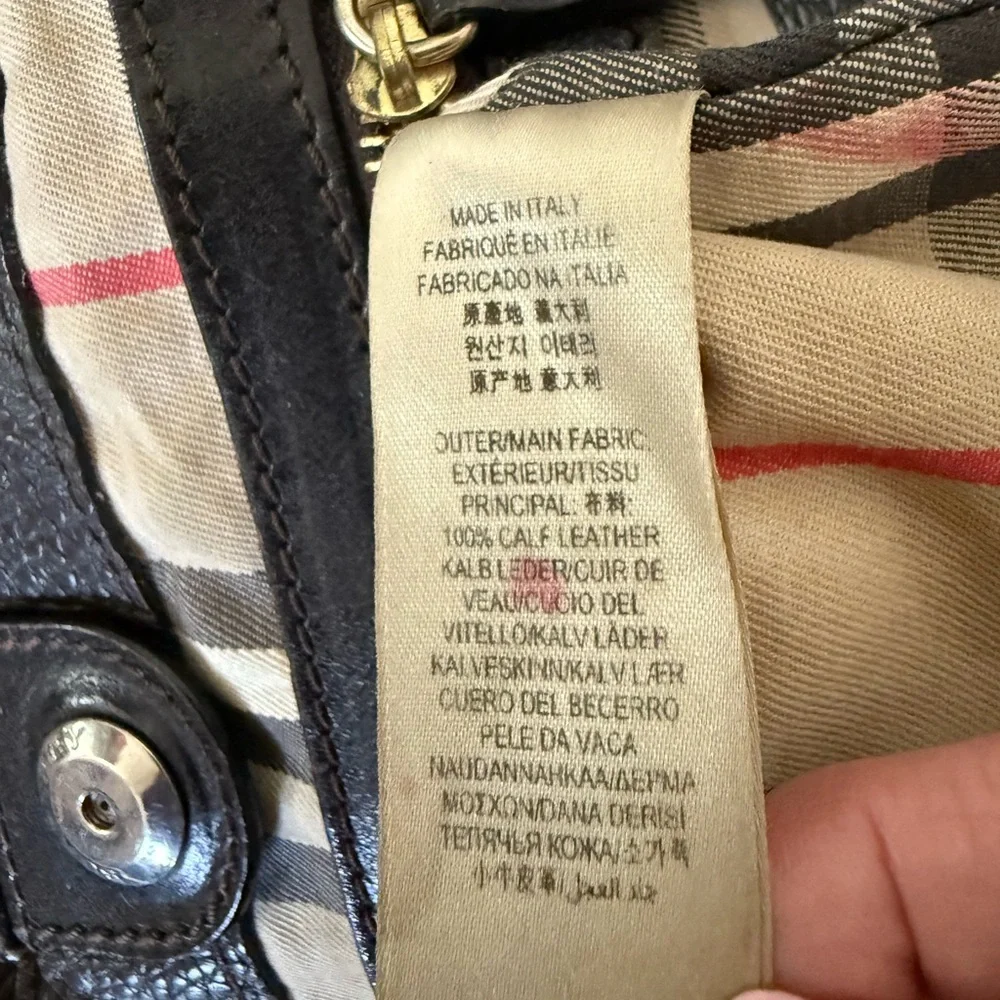 MADE IN ITALY
FABRIQUÉ EN ITALIE
FABRICADO NA ITALIA
原產地 義大利
원산지 이태리
原产地 意大利
OUTER/MAIN FABRIC:
EXTÉRIEUR/TISSU
PRINCIPAL: 布料:
100% CALF LEATHER
KALB LEDER/CUIR DE
VEAU/CUOIO DEL
VITELLO/KALV LÄDER
KALVESKINN/KALV LÆR
CUERO DEL BECERRO
PELE DA VACA
NAUDANNAHKAA/ΔΕΡΜΑ
ΜΟΣΧΟΝ/DANA DERISI
ТЕПЯЧЬЯ КОЖА/소가죽
小牛皮革/جلد العجل